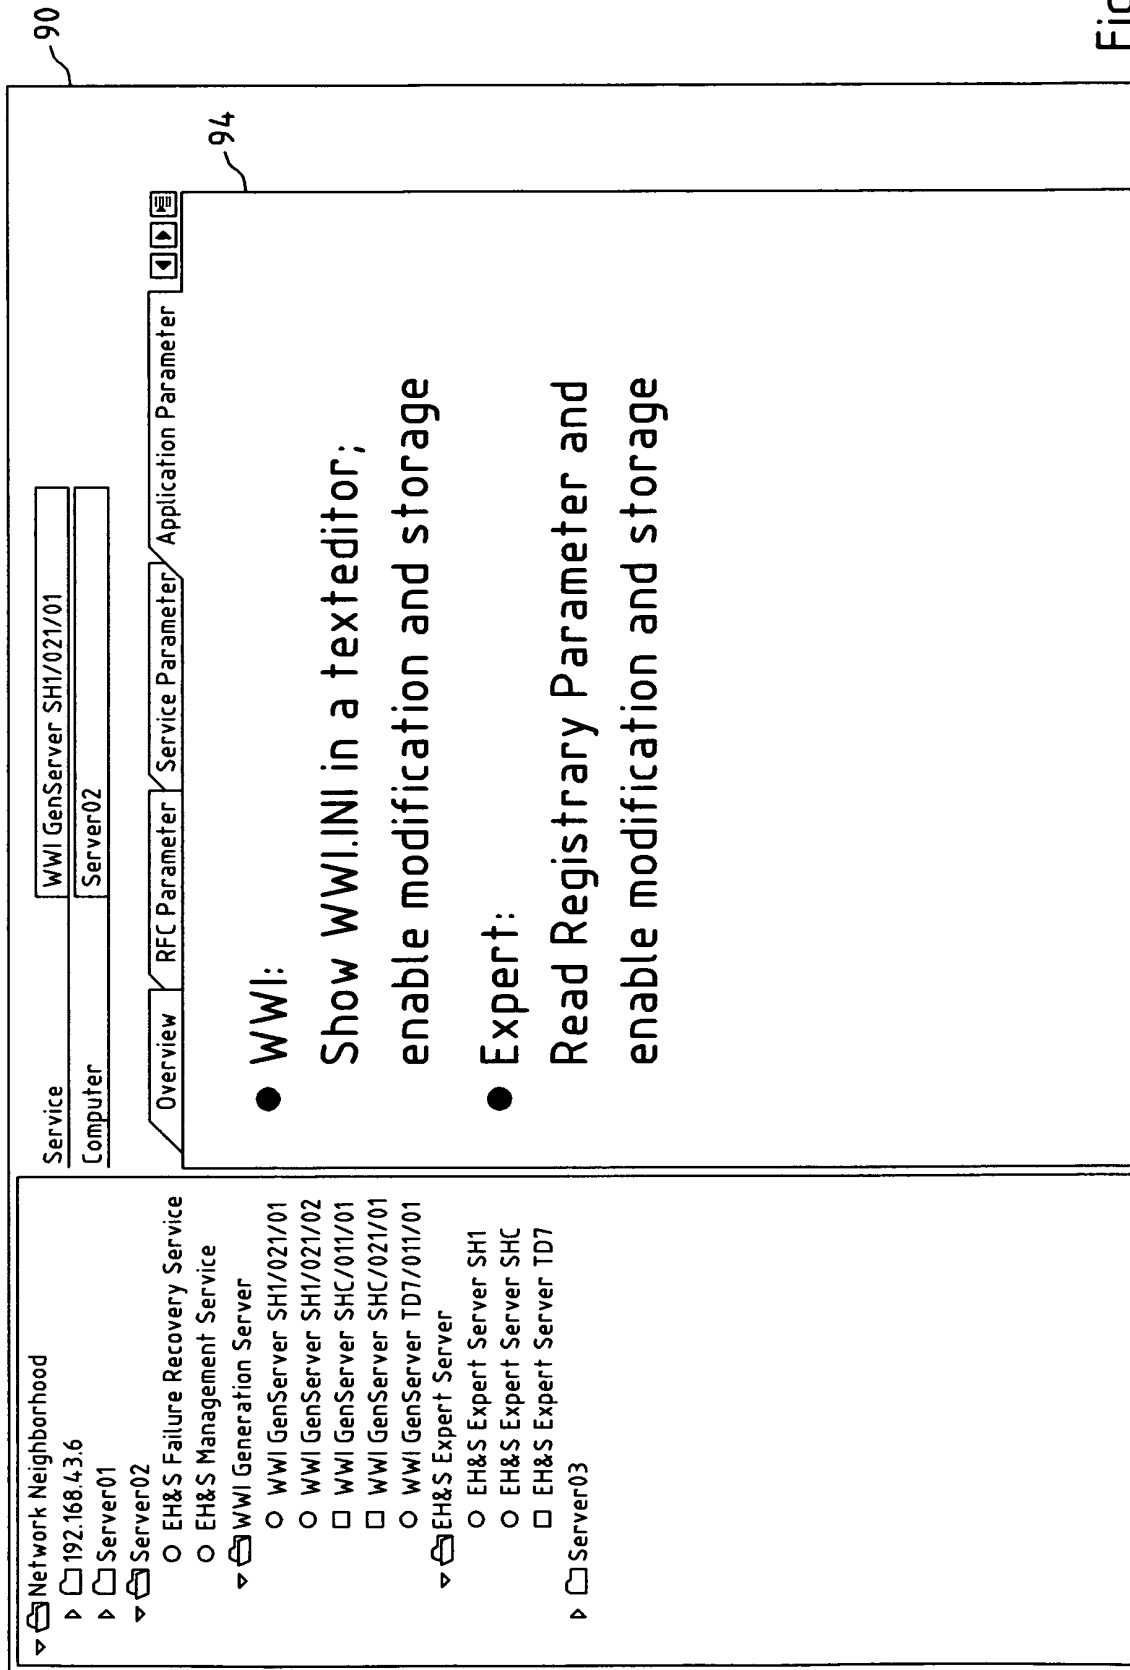 90
Network Neighborhood
192.168.43.6
Server01
Server02
EH&S Failure Recovery Service
EH&S Management Service
WWI Generation Server
WWI GenServer SH1/021/01
WWI GenServer SH1/021/02
WWI GenServer SHC/011/01
WWI GenServer SHC/021/01
WWI GenServer TD7/011/01
EH&S Expert Server
EH&S Expert Server SH1
EH&S Expert Server SHC
EH&S Expert Server TD7
Server03
Service WWI GenServer SH1/021/01
Computer Server02
Overview RFC Parameter Service Parameter Application Parameter
94
● WWI:
Show WWI.INI in a texteditor;
enable modification and storage
● Expert:
Read Registrary Parameter and
enable modification and storage